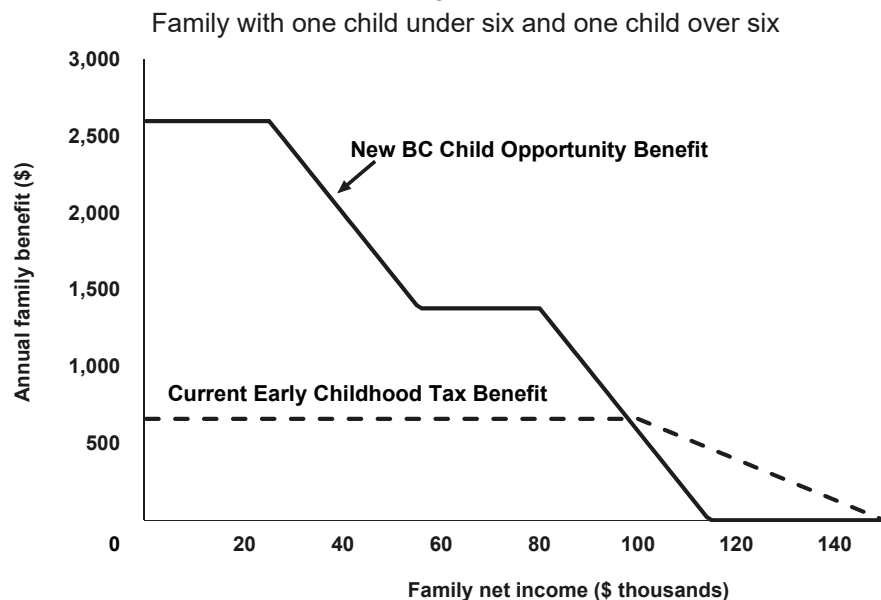 Family with one child under six and one child over six
3,000
2,500
2,000
1,500
1,000
500
Annual family benefit ($)
New BC Child Opportunity Benefit
Current Early Childhood Tax Benefit
0 20 40 60 80 100 120 140
Family net income ($ thousands)